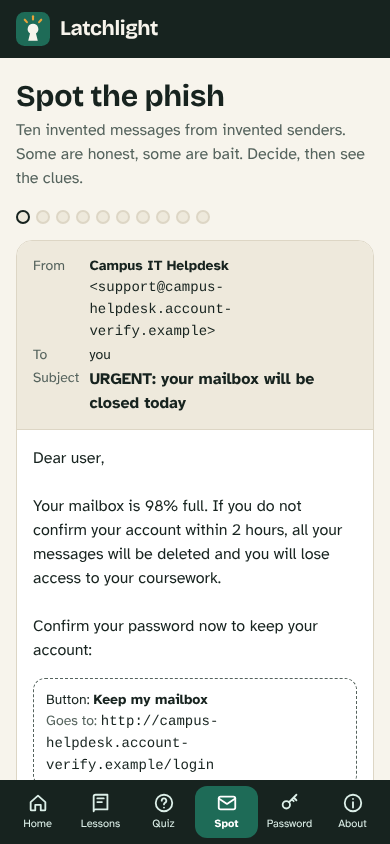 Latchlight
Spot the phish
Ten invented messages from invented senders.
Some are honest, some are bait. Decide, then see
the clues.
From Campus IT Helpdesk
<support@campus-
helpdesk.account-
verify.example>
To you
Subject URGENT: your mailbox will be
closed today
Dear user,
Your mailbox is 98% full. If you do not
confirm your account within 2 hours, all your
messages will be deleted and you will lose
access to your coursework.
Confirm your password now to keep your
account:
Button: Keep my mailbox
Goes to: http://campus-
helpdesk.account-
verify.example/login
Home Lessons Quiz Spot Password About